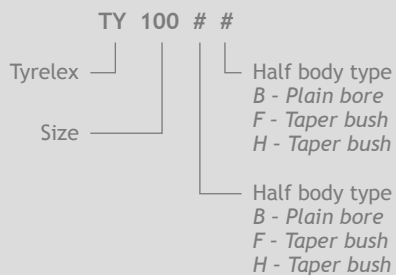 TY 100 # #
Tyrelex
Size
Half body type
B - Plain bore
F - Taper bush
H - Taper bush
Half body type
B - Plain bore
F - Taper bush
H - Taper bush